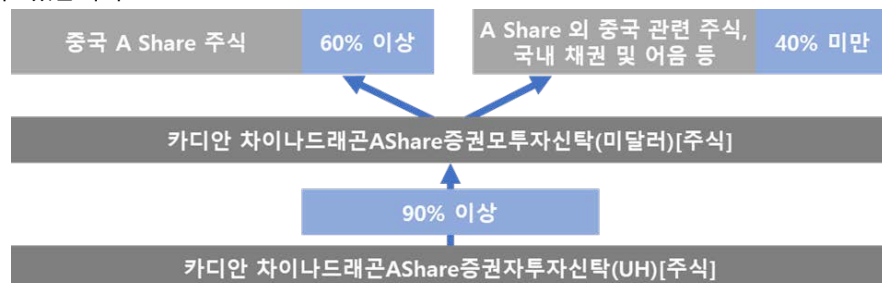 중국 A Share 주식
60% 이상
A Share 외 중국 관련 주식,
국내 채권 및 어음 등
40% 미만
카디안 차이나드래곤AShare증권모투자신탁(미달러)[주식]
90% 이상
카디안 차이나드래곤AShare증권자투자신탁(UH)[주식]